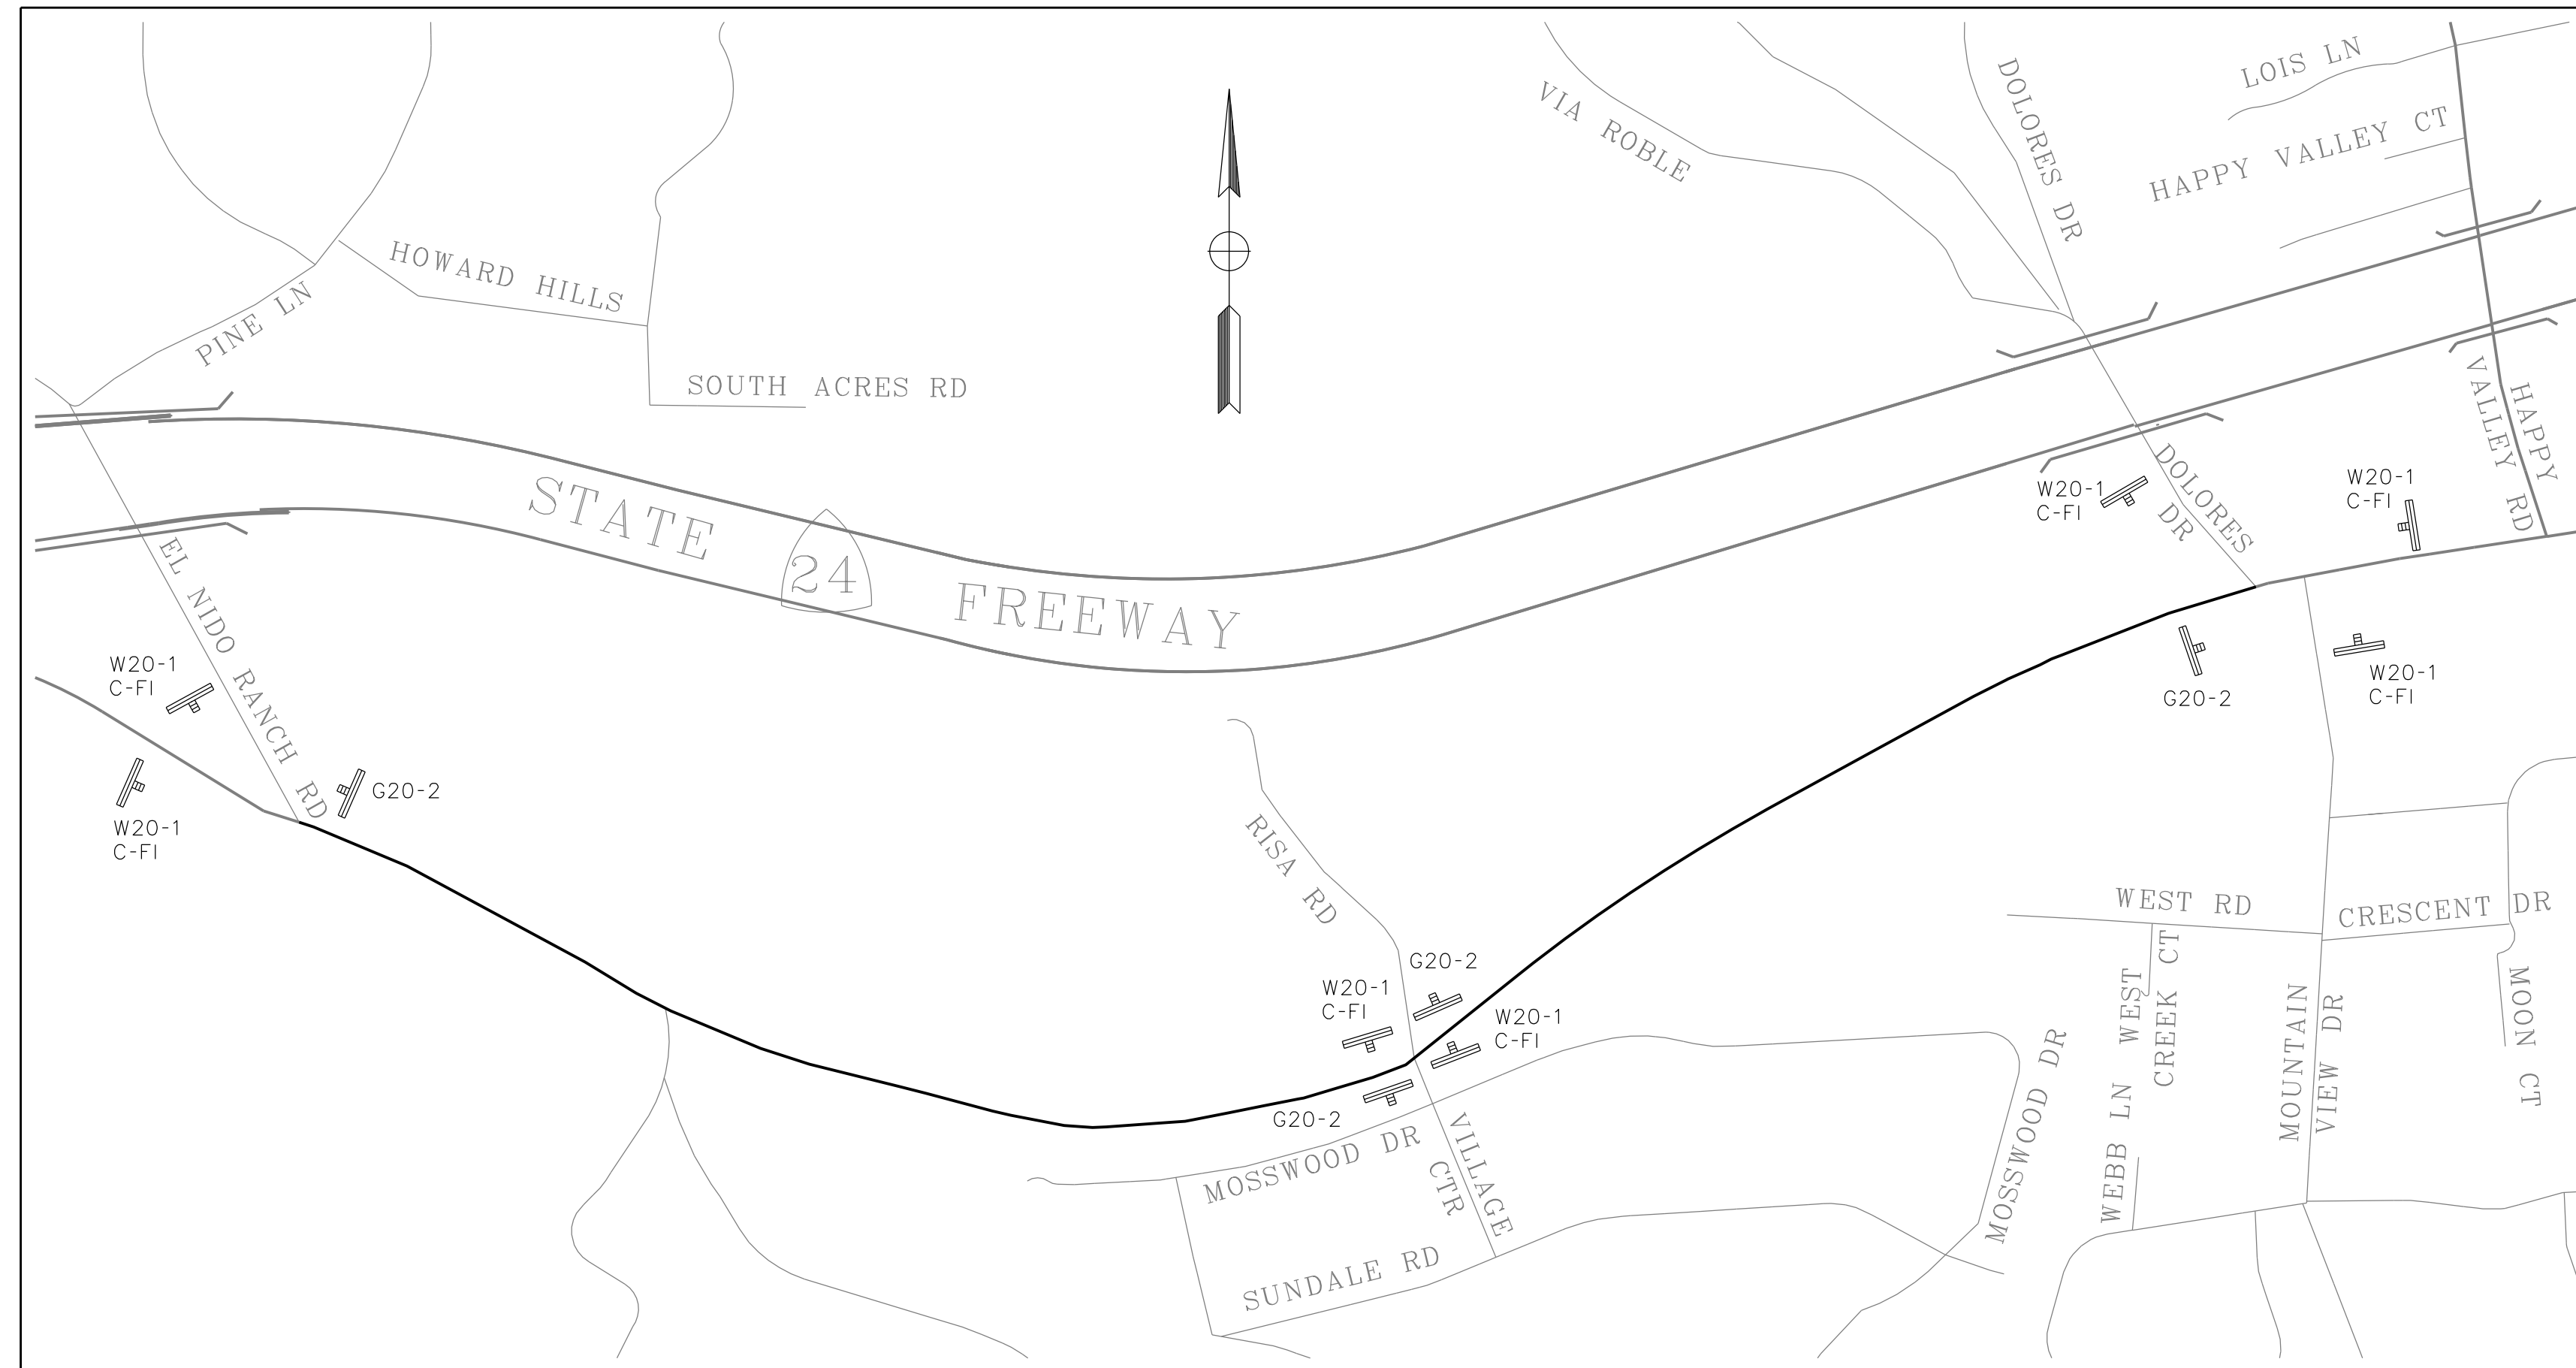 LOIS LN
DOLORES DR
VIA ROBLE
HAPPY VALLEY CT
HOWARD HILLS
PINE LN
SOUTH ACRES RD
STATE
24
FREEWAY
HAPPY
VALLEY RD
DOLORES
DR
W20-1
C-FI
W20-1
C-FI
EL NIDO RANCH RD
W20-1
C-FI
G20-2
W20-1
C-FI
G20-2
W20-1
C-FI
RISA RD
WEST RD
CRESCENT DR
G20-2
W20-1
C-FI
W20-1
C-FI
G20-2
WEST
CREEK CT
MOON CT
MOUNTAIN
VIEW DR
WEBB LN
MOSSWOOD DR
MOSSWOOD DR
VILLAGE
CTR
SUNDALE RD